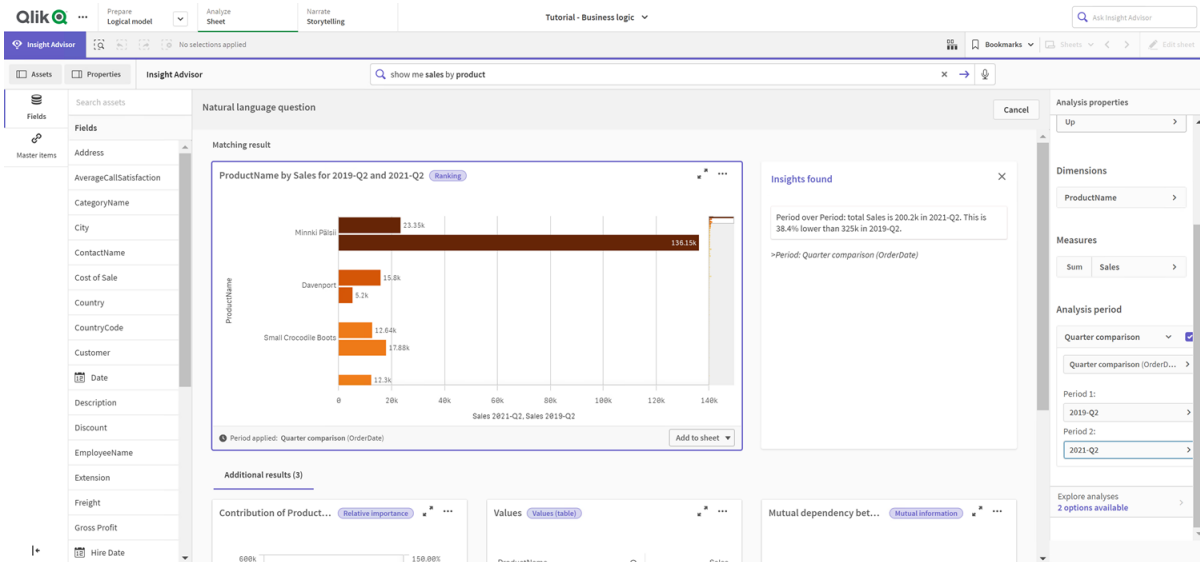 Qlik
Prepare
Logical model
Analyze
Sheet
Narrate
Storytelling
Tutorial - Business logic
Ask Insight Advisor
Insight Advisor
No selections applied
Bookmarks
Sheets
Edit sheet
Assets
Properties
Insight Advisor
show me sales by product
Fields
Master items
Search assets
Fields
Address
AverageCallSatisfaction
CategoryName
City
ContactName
Cost of Sale
Country
CountryCode
Customer
Date
Description
Discount
EmployeeName
Extension
Freight
Gross Profit
Hire Date
Natural language question
Cancel
Matching result
ProductName by Sales for 2019-Q2 and 2021-Q2
Ranking
ProductName
Minnki Pälsii
23.35k
136.15k
Davenport
15.8k
5.2k
Small Crocodile Boots
12.64k
17.88k
12.3k
0 20k 40k 60k 80k 100k 120k 140k
Sales 2021-Q2, Sales 2019-Q2
Period applied: Quarter comparison (OrderDate)
Add to sheet
Insights found
Period over Period: total Sales is 200.2k in 2021-Q2. This is
38.4% lower than 325k in 2019-Q2.
>Period: Quarter comparison (OrderDate)
Additional results (3)
Contribution of Product...
Relative importance
600k
150.00%
Values
Values (table)
ProductName
Sales
Mutual dependency bet...
Mutual information
Analysis properties
Up
Dimensions
ProductName
Measures
Sum
Sales
Analysis period
Quarter comparison
Quarter comparison (OrderD...
Period 1:
2019-Q2
Period 2:
2021-Q2
Explore analyses
2 options available